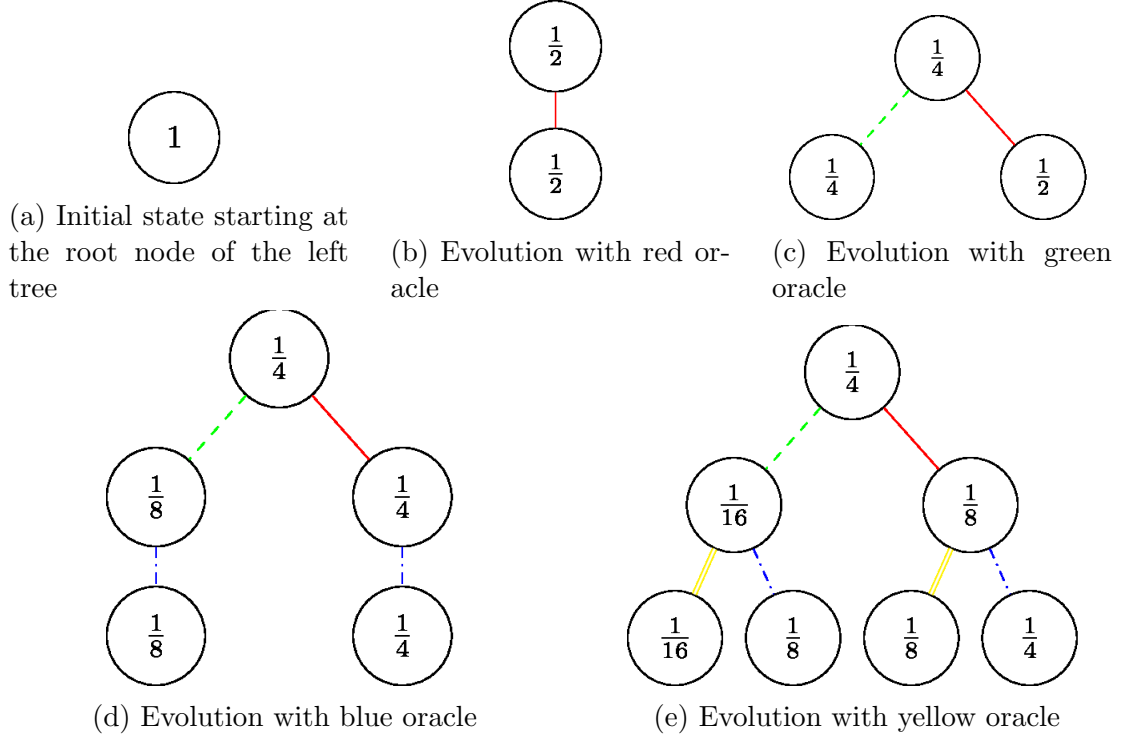 1
1/2
1/2
1/4
1/4
1/2
(a) Initial state starting at
the root node of the left
tree
(b) Evolution with red or-
acle
(c) Evolution with green
oracle
1/4
1/8
1/4
1/8
1/4
(d) Evolution with blue oracle
1/4
1/16
1/8
1/16
1/8
1/8
1/4
(e) Evolution with yellow oracle